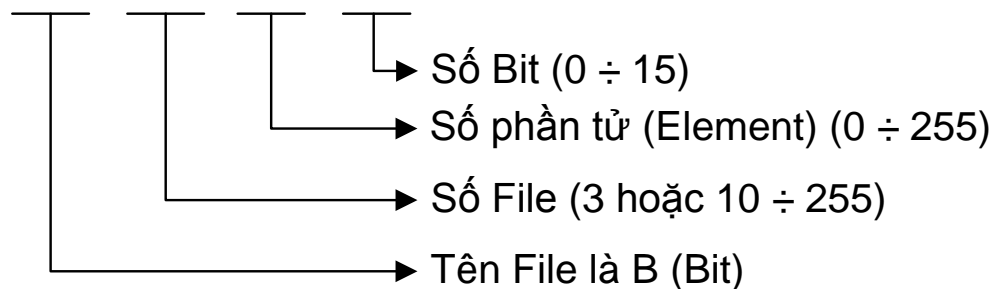 Số Bit (0 ÷ 15)
Số phần tử (Element) (0 ÷ 255)
Số File (3 hoặc 10 ÷ 255)
Tên File là B (Bit)